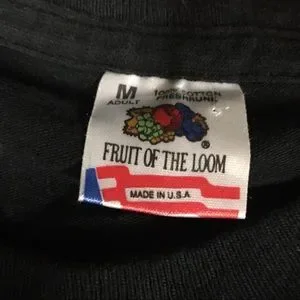 M
ADULT
100% COTTON
PRESHRUNK
®
FRUIT OF THE LOOM
MADE IN U.S.A.